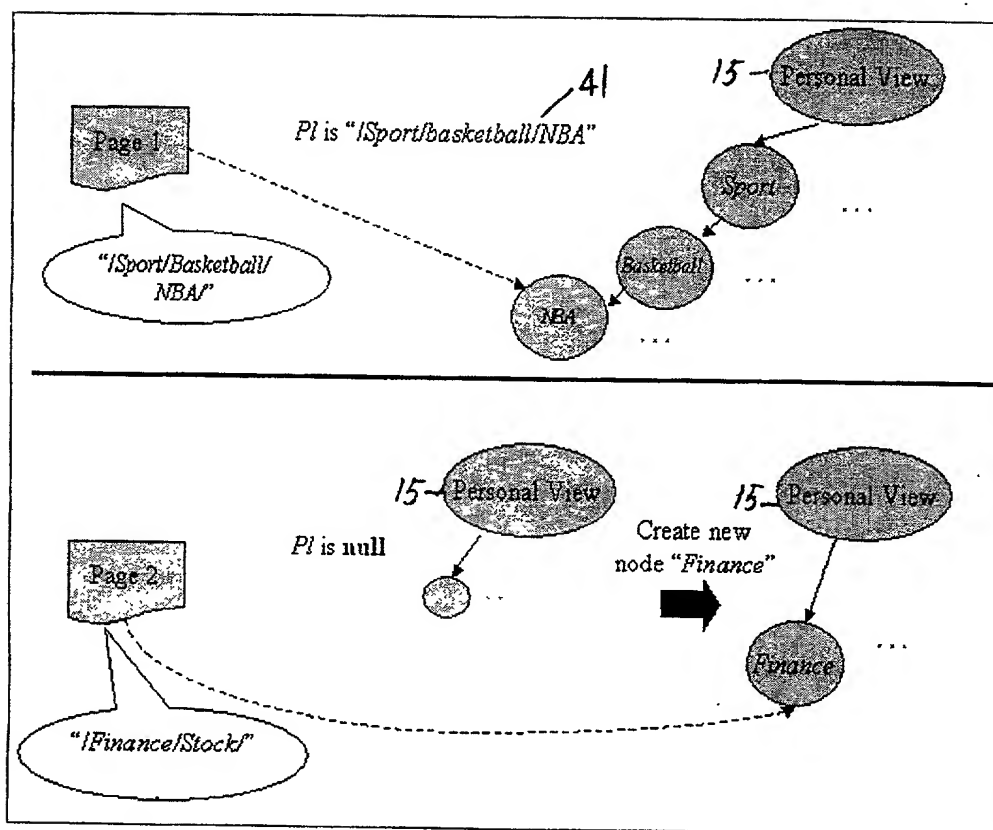 41
15
Personal View
Page 1
Pl is "/Sport/basketball/NBA"
Sport
...
"/Sport/Basketball/
NBA/"
Basketball
...
NBA
...
15
Personal View
15
Personal View
Pl is null
Create new
node "Finance"
Page 2
...
...
Finance
"/Finance/Stock/"